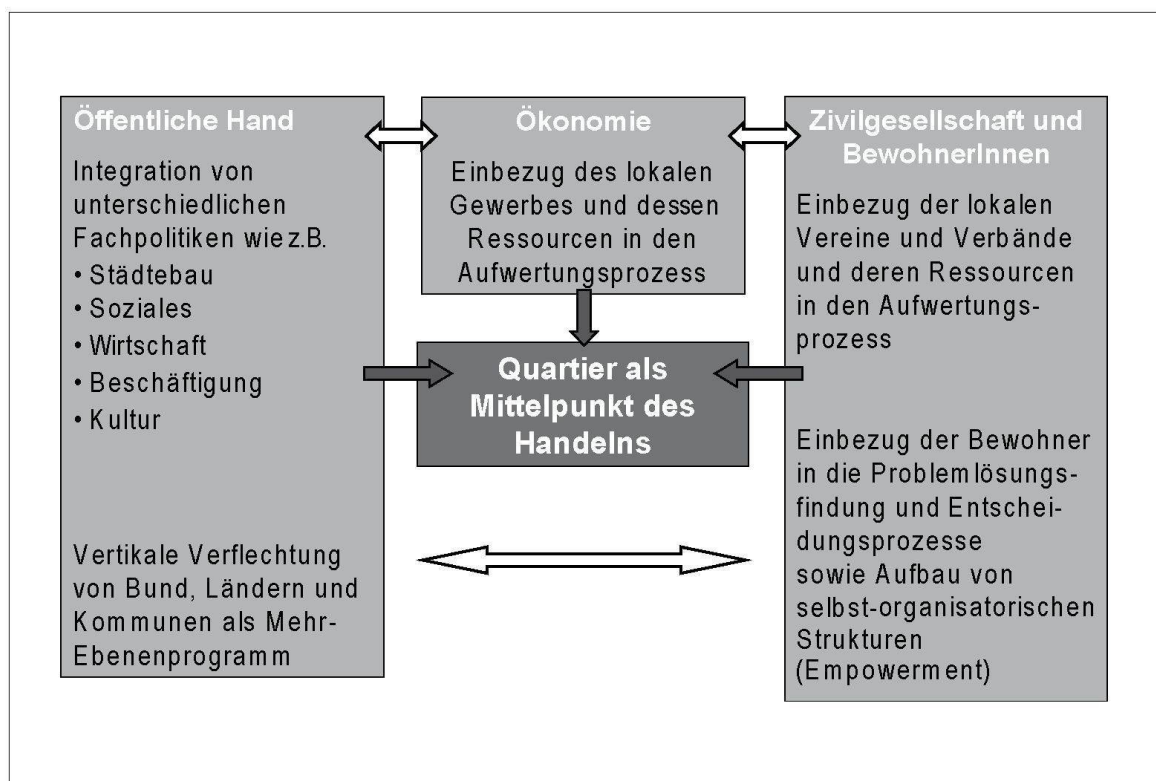 Öffentliche Hand
Integration von
unterschiedlichen
Fachpolitiken wie z.B.
• Städtebau
• Soziales
• Wirtschaft
• Beschäftigung
• Kultur
Vertikale Verflechtung
von Bund, Ländern und
Kommunen als Mehr-
Ebenenprogramm
Ökonomie
Einbezug des lokalen
Gewerbes und dessen
Ressourcen in den
Aufwertungsprozess
Quartier als
Mittelpunkt des
Handelns
Zivilgesellschaft und
BewohnerInnen
Einbezug der lokalen
Vereine und Verbände
und deren Ressourcen
in den Aufwertungs-
prozess
Einbezug der Bewohner
in die Problemlösungs-
findung und Entschei-
dungsprozesse
sowie Aufbau von
selbst-organisatorischen
Strukturen
(Empowerment)